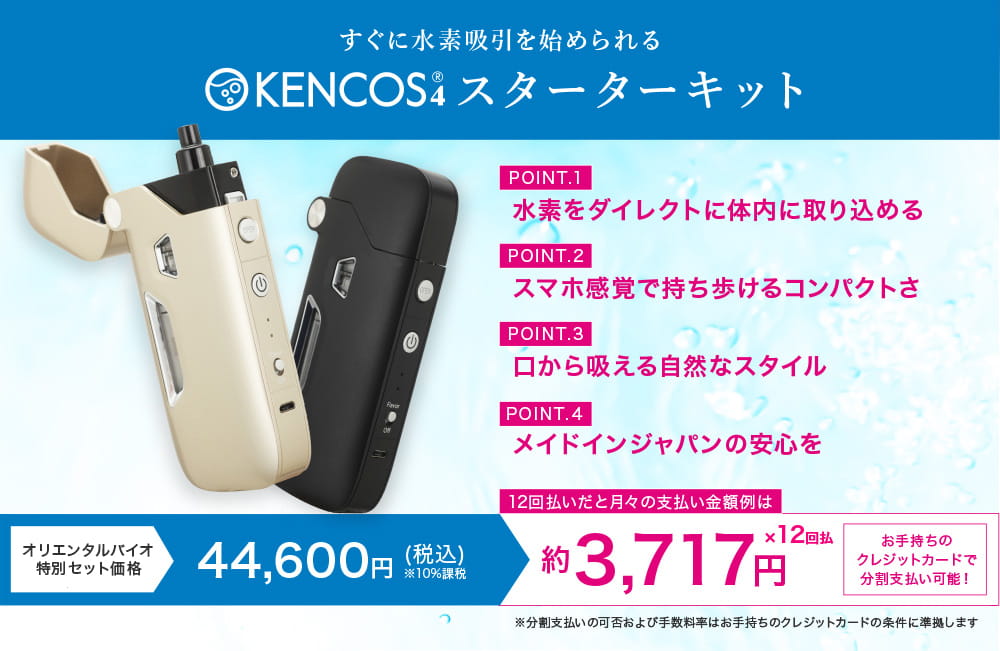 すぐに水素吸引を始められる
KENCOS®4 スターターキット
POINT.1
水素をダイレクトに体内に取り込める
POINT.2
スマホ感覚で持ち歩けるコンパクトさ
POINT.3
口から吸える自然なスタイル
POINT.4
メイドインジャパンの安心を
OPEN
OPEN
Flavor
Off
12回払いだと月々の支払い金額例は
オリエンタルバイオ
特別セット価格
44,600円 (税込)
※10%課税
約3,717円×12回払
お手持ちの
クレジットカードで
分割支払い可能！
※分割支払いの可否および手数料率はお手持ちのクレジットカードの条件に準拠します